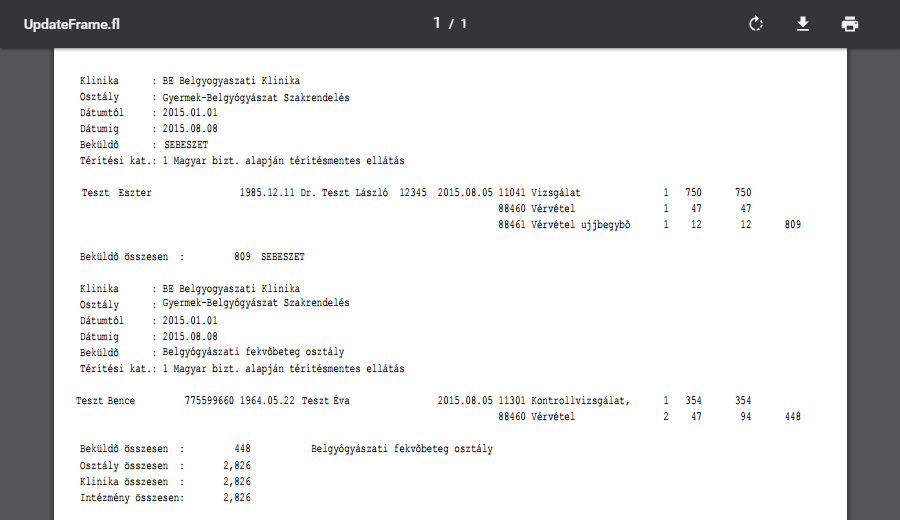 UpdateFrame.fl 1 / 1
Klinika : BE Belgyogyaszati Klinika
Osztály : Gyermek-Belgyógyászat Szakrendelés
Dátumtól : 2015.01.01
Dátumig : 2015.08.08
Beküldõ : SEBESZET
Térítési kat.: 1 Magyar bizt. alapján térítésmentes ellátás
Teszt Eszter 1985.12.11 Dr. Teszt László 12345 2015.08.05 11041 Vizsgálat 1 750 750
88460 Vérvétel 1 47 47
88461 Vérvétel ujjbegybõ 1 12 12 809
Beküldõ összesen : 809 SEBESZET
Klinika : BE Belgyogyaszati Klinika
Osztály : Gyermek-Belgyógyászat Szakrendelés
Dátumtól : 2015.01.01
Dátumig : 2015.08.08
Beküldõ : Belgyógyászati fekvõbeteg osztály
Térítési kat.: 1 Magyar bizt. alapján térítésmentes ellátás
Teszt Bence 775599660 1964.05.22 Teszt Éva 2015.08.05 11301 Kontrollvizsgálat, 1 354 354
88460 Vérvétel 2 47 94 448
Beküldõ összesen : 448 Belgyógyászati fekvõbeteg osztály
Osztály összesen : 2,826
Klinika összesen : 2,826
Intézmény összesen: 2,826